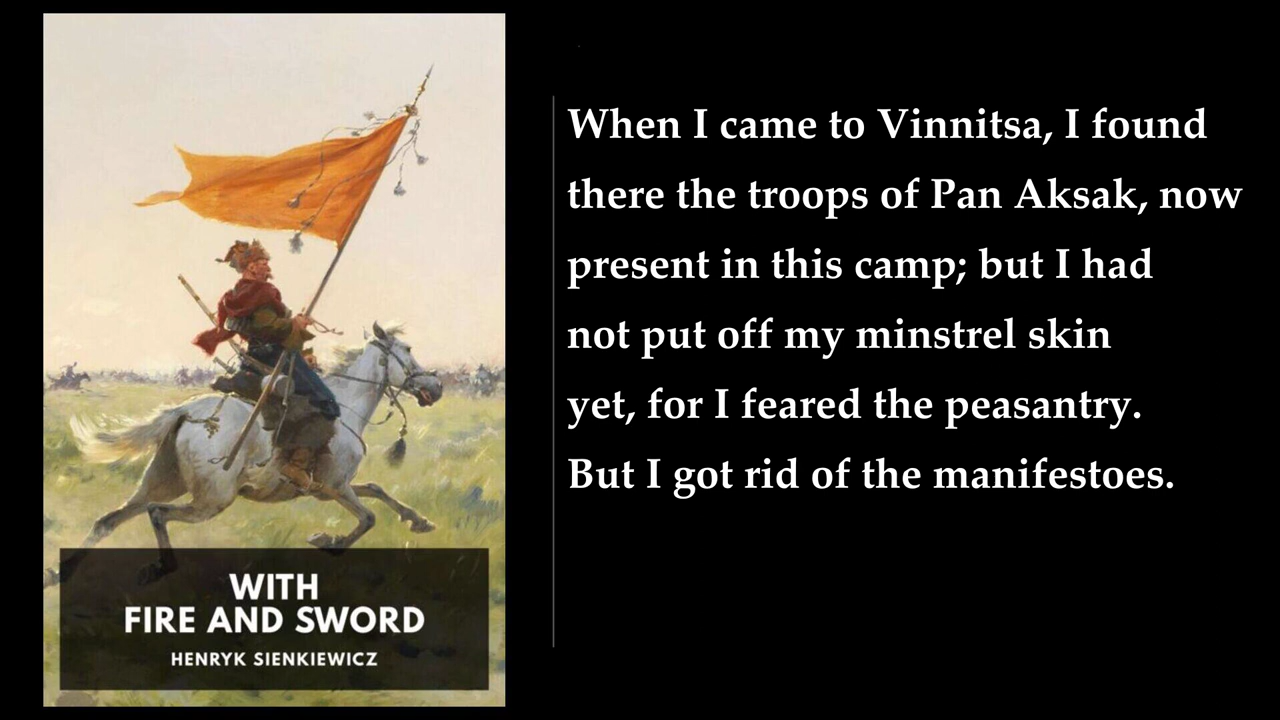 WITH
FIRE AND SWORD
HENRYK SIENKIEWICZ
When I came to Vinnitsa, I found
there the troops of Pan Aksak, now
present in this camp; but I had
not put off my minstrel skin
yet, for I feared the peasantry.
But I got rid of the manifestoes.